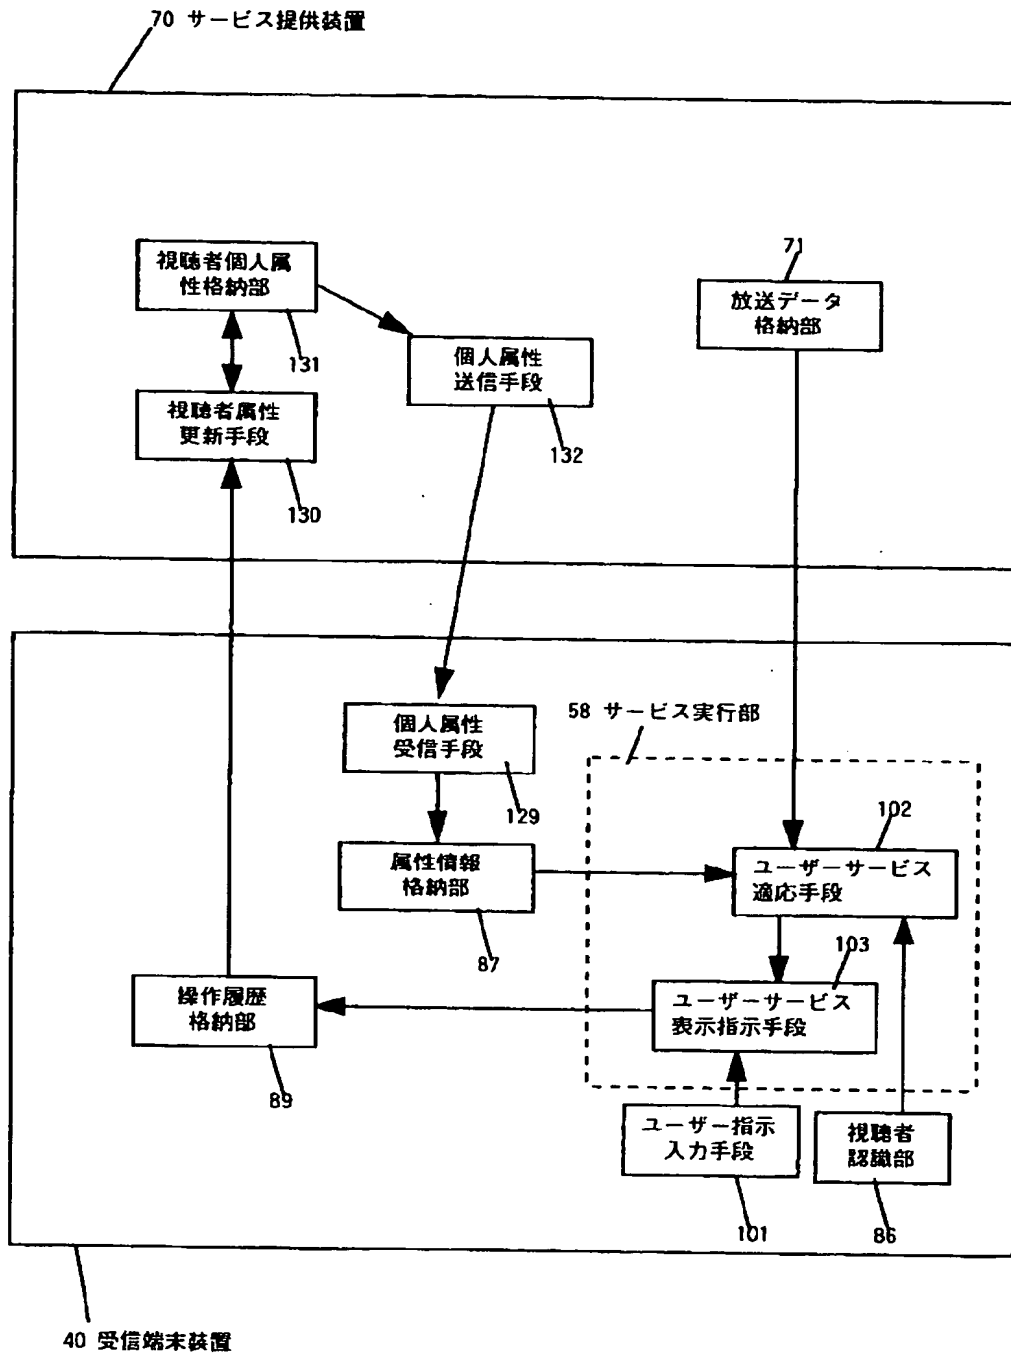 70 サービス提供装置
視聴者個人属
性格納部
131
71
放送データ
格納部
個人属性
送信手段
132
視聴者属性
更新手段
130
個人属性
受信手段
129
58 サービス実行部
属性情報
格納部
87
102
ユーザーサービス
適応手段
103
ユーザーサービス
表示指示手段
操作履歴
格納部
89
ユーザー指示
入力手段
101
視聴者
認識部
86
40 受信端末装置